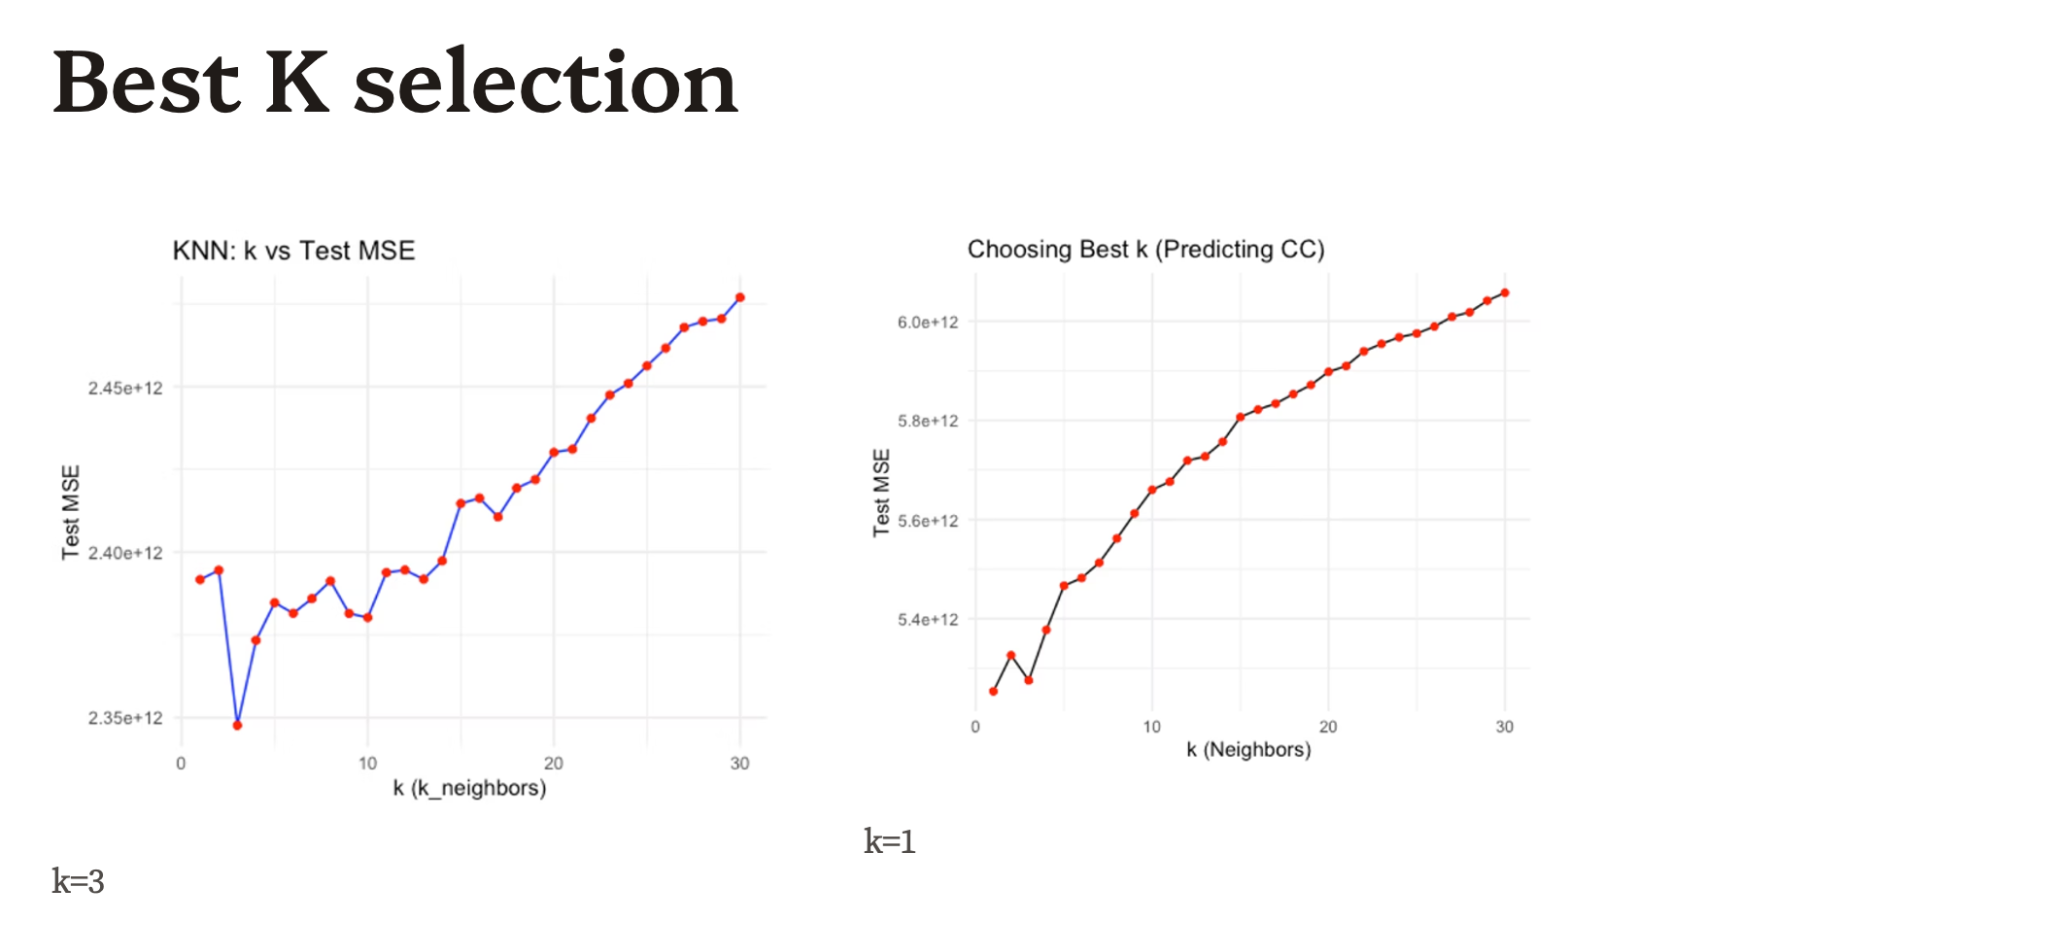 Best K selection
KNN: k vs Test MSE
Test MSE
2.45e+12
2.40e+12
2.35e+12
0 10 20 30
k (k_neighbors)
k=3
Choosing Best k (Predicting CC)
Test MSE
6.0e+12
5.8e+12
5.6e+12
5.4e+12
0 10 20 30
k (Neighbors)
k=1